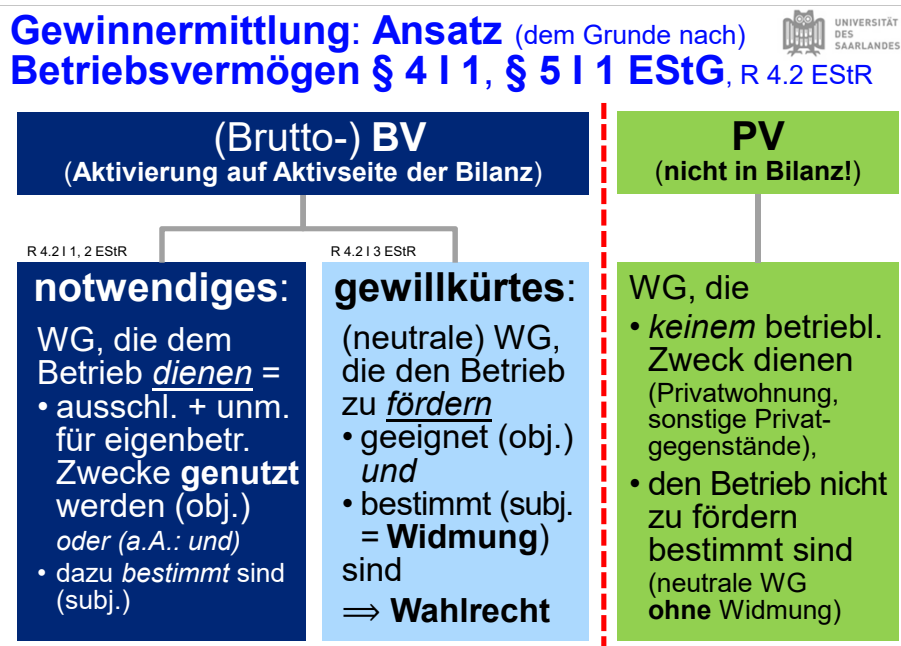 Gewinnermittlung: Ansatz (dem Grunde nach)
Betriebsvermögen § 4 I 1, § 5 I 1 EStG, R 4.2 EStR
UNIVERSITÄT
DES
SAARLANDES
(Brutto-) BV
(Aktivierung auf Aktivseite der Bilanz)
PV
(nicht in Bilanz!)
R 4.2 I 1, 2 EStR
notwendiges:
WG, die dem
Betrieb dienen =
• ausschl. + unm.
für eigenbetr.
Zwecke genutzt
werden (obj.)
oder (a.A.: und)
• dazu bestimmt sind
(subj.)
R 4.2 I 3 EStR
gewillkürtes:
(neutrale) WG,
die den Betrieb
zu fördern
• geeignet (obj.)
und
• bestimmt (subj.
= Widmung)
sind
⟹ Wahlrecht
WG, die
• keinem betriebl.
Zweck dienen
(Privatwohnung,
sonstige Privat-
gegenstände),
• den Betrieb nicht
zu fördern
bestimmt sind
(neutrale WG
ohne Widmung)